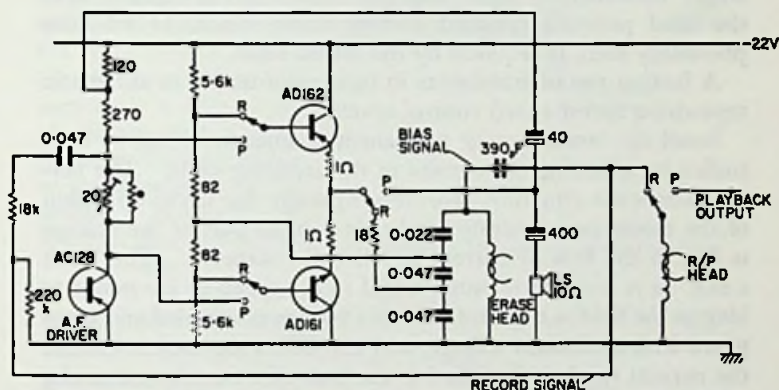 -22V
120
5·6k
AD162
270
R
P
BIAS SIGNAL
390pF
40
0·047
1Ω
R P
PLAYBACK OUTPUT
20
82
P
R
18k
82
1Ω
18
0·022
400
R/P HEAD
AC128
R
0·047
LS 10Ω
220k
P
ERASE HEAD
A.F. DRIVER
5·6k
AD161
0·047
RECORD SIGNAL